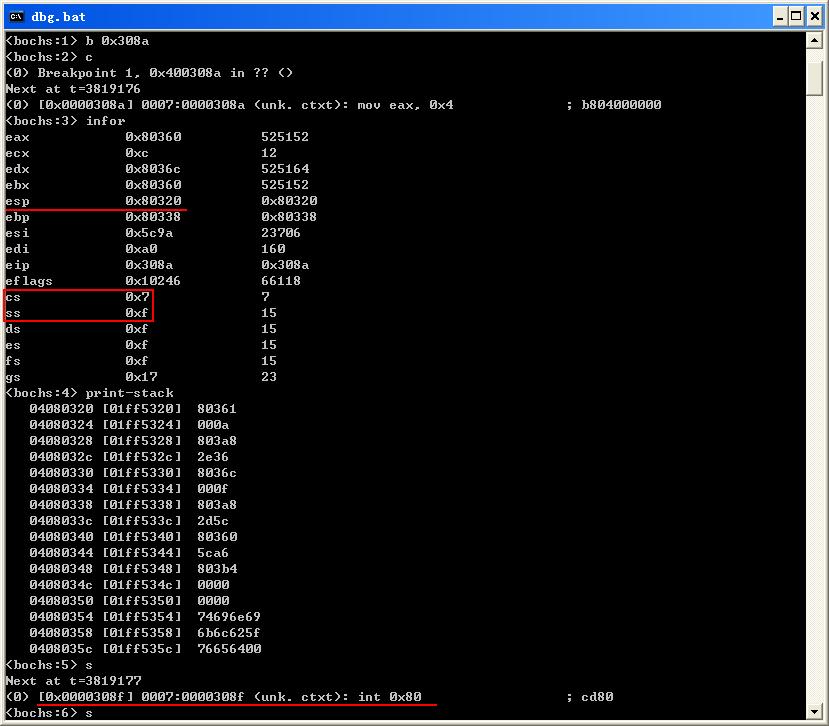 dbg.bat
<bochs:1> b 0x308a
<bochs:2> c
(0) Breakpoint 1, 0x400308a in ?? ()
Next at t=3819176
(0) [0x0000308a] 0007:0000308a (unk. ctxt): mov eax, 0x4 ; b804000000
<bochs:3> infor
eax 0x80360 525152
ecx 0xc 12
edx 0x8036c 525164
ebx 0x80360 525152
esp 0x80320 0x80320
ebp 0x80338 0x80338
esi 0x5c9a 23706
edi 0xa0 160
eip 0x308a 0x308a
eflags 0x10246 66118
cs 0x7 7
ss 0xf 15
ds 0xf 15
es 0xf 15
fs 0xf 15
gs 0x17 23
<bochs:4> print-stack
04080320 [01ff5320] 80361
04080324 [01ff5324] 000a
04080328 [01ff5328] 803a8
0408032c [01ff532c] 2e36
04080330 [01ff5330] 8036c
04080334 [01ff5334] 000f
04080338 [01ff5338] 803a8
0408033c [01ff533c] 2d5c
04080340 [01ff5340] 80360
04080344 [01ff5344] 5ca6
04080348 [01ff5348] 803b4
0408034c [01ff534c] 0000
04080350 [01ff5350] 0000
04080354 [01ff5354] 74696e69
04080358 [01ff5358] 6b6c625f
0408035c [01ff535c] 76656400
<bochs:5> s
Next at t=3819177
(0) [0x0000308f] 0007:0000308f (unk. ctxt): int 0x80 ; cd80
<bochs:6> s